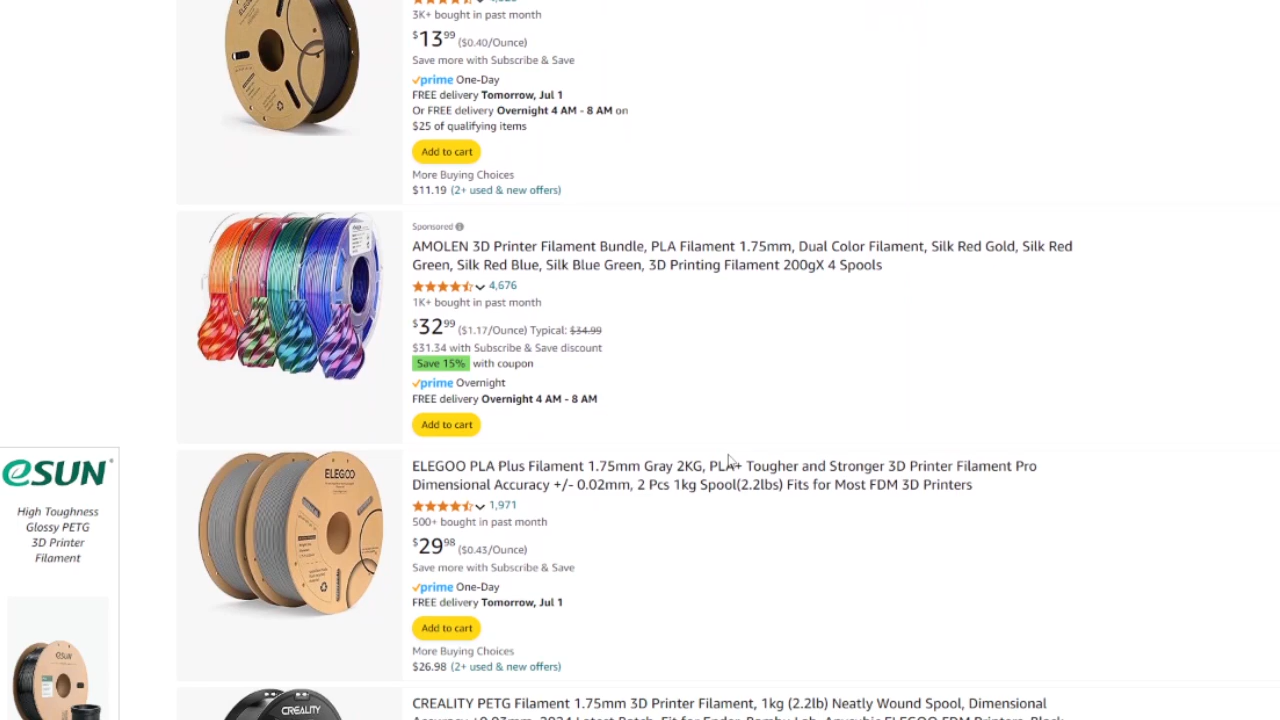 3K+ bought in past month
$13.99 ($0.40/Ounce)
Save more with Subscribe & Save
prime One-Day
FREE delivery Tomorrow, Jul 1
Or FREE delivery Overnight 4 AM - 8 AM on
$25 of qualifying items
Add to cart
More Buying Choices
$11.19 (2+ used & new offers)
Sponsored
AMOLEN 3D Printer Filament Bundle, PLA Filament 1.75mm, Dual Color Filament, Silk Red Gold, Silk Red
Green, Silk Red Blue, Silk Blue Green, 3D Printing Filament 200gX 4 Spools
4,676
1K+ bought in past month
$32.99 ($1.17/Ounce) Typical: $34.99
$31.34 with Subscribe & Save discount
Save 15% with coupon
prime Overnight
FREE delivery Overnight 4 AM - 8 AM
Add to cart
eSUN
High Toughness
Glossy PETG
3D Printer
Filament
eSUN
ELEGOO
ELEGOO PLA Plus Filament 1.75mm Gray 2KG, PLA+ Tougher and Stronger 3D Printer Filament Pro
Dimensional Accuracy +/- 0.02mm, 2 Pcs 1kg Spool(2.2lbs) Fits for Most FDM 3D Printers
1,971
500+ bought in past month
$29.98 ($0.43/Ounce)
Save more with Subscribe & Save
prime One-Day
FREE delivery Tomorrow, Jul 1
Add to cart
More Buying Choices
$26.98 (2+ used & new offers)
CREALITY
CREALITY PETG Filament 1.75mm 3D Printer Filament, 1kg (2.2lb) Neatly Wound Spool, Dimensional